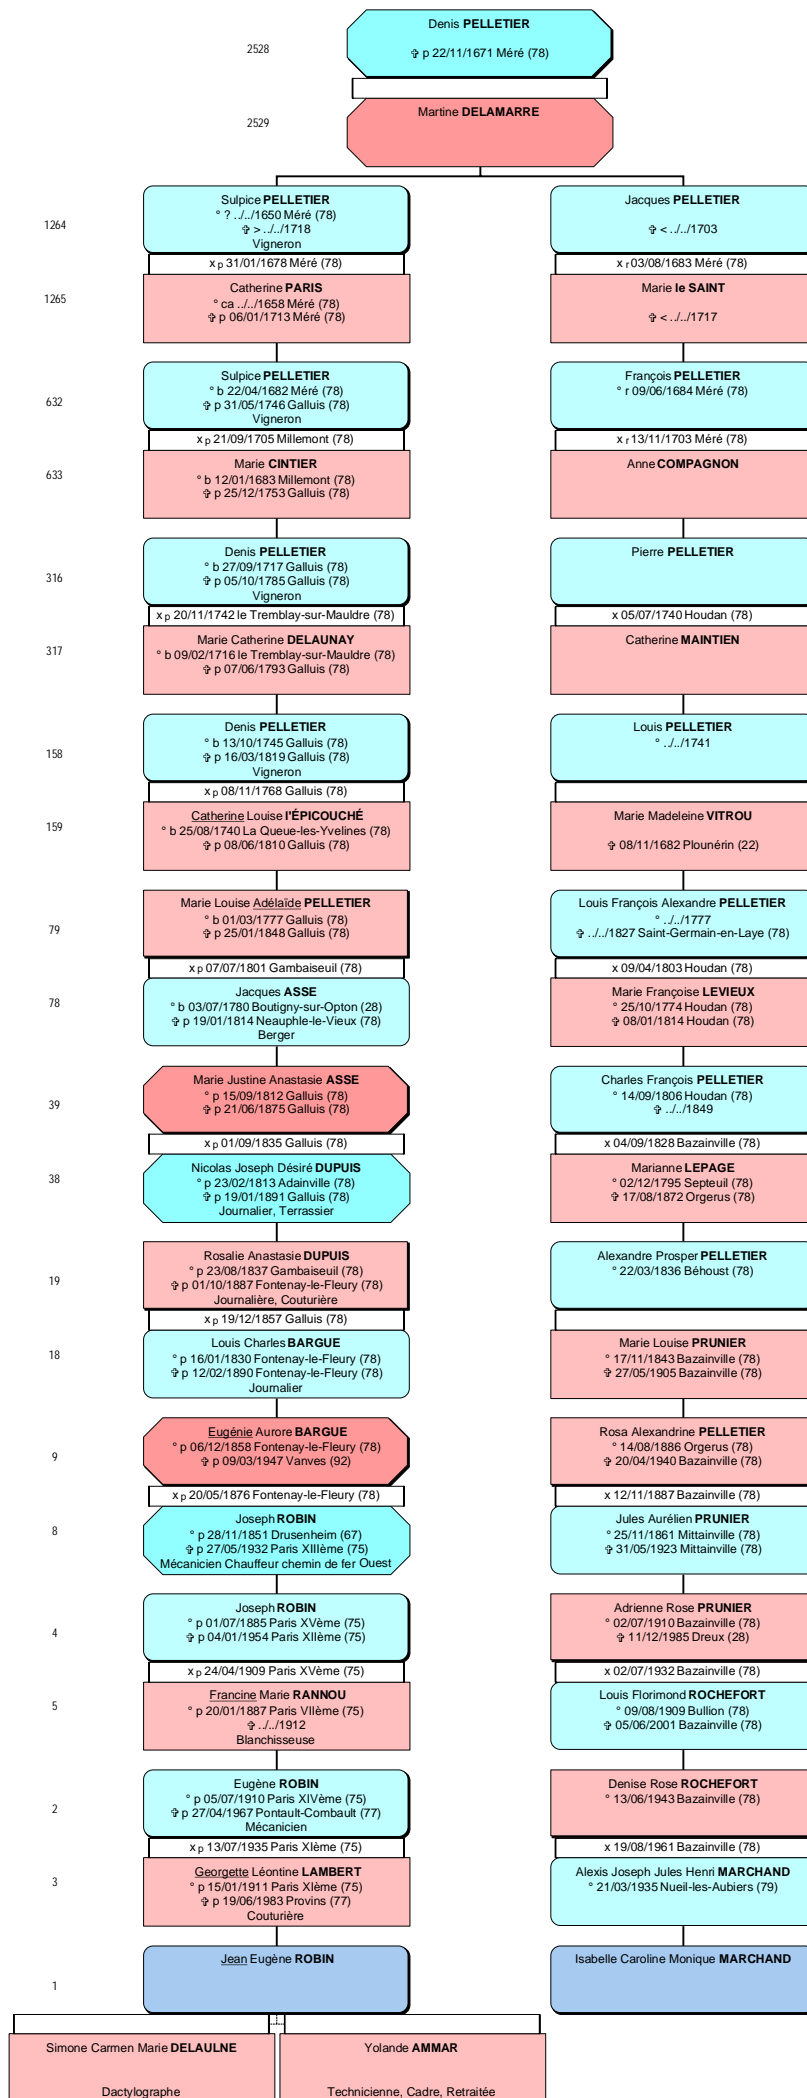 Denis PELLETIER
2528
✞ p 22/11/1671 Méré (78)
Martine DELAMARRE
2529
Sulpice PELLETIER
° ? ../../1650 Méré (78)
✞ > ../../1718
Vigneron
Jacques PELLETIER
✞ < ../../1703
1264
x p 31/01/1678 Méré (78)
x r 03/08/1683 Méré (78)
Catherine PARIS
° ca ../../1658 Méré (78)
✞ p 06/01/1713 Méré (78)
Marie le SAINT
✞ < ../../1717
1265
Sulpice PELLETIER
° b 22/04/1682 Méré (78)
✞ p 31/05/1746 Galluis (78)
Vigneron
François PELLETIER
° r 09/06/1684 Méré (78)
632
x p 21/09/1705 Millemont (78)
x r 13/11/1703 Méré (78)
Marie CINTIER
° b 12/01/1683 Millemont (78)
✞ p 25/12/1753 Galluis (78)
Anne COMPAGNON
633
Denis PELLETIER
° b 27/09/1717 Galluis (78)
✞ p 05/10/1785 Galluis (78)
Vigneron
Pierre PELLETIER
316
x p 20/11/1742 le Tremblay-sur-Mauldre (78)
x 05/07/1740 Houdan (78)
Marie Catherine DELAUNAY
° b 09/02/1716 le Tremblay-sur-Mauldre (78)
✞ p 07/06/1793 Galluis (78)
Catherine MAINTIEN
317
Denis PELLETIER
° b 13/10/1745 Galluis (78)
✞ p 16/03/1819 Galluis (78)
Vigneron
Louis PELLETIER
° ../../1741
158
x p 08/11/1768 Galluis (78)
Catherine Louise l'ÉPICOUCHÉ
° b 25/08/1740 La Queue-les-Yvelines (78)
✞ p 08/06/1810 Galluis (78)
Marie Madeleine VITROU
✞ 08/11/1682 Plounérin (22)
159
Marie Louise Adélaïde PELLETIER
° b 01/03/1777 Galluis (78)
✞ p 25/01/1848 Galluis (78)
Louis François Alexandre PELLETIER
° ../../1777
✞ ../../1827 Saint-Germain-en-Laye (78)
79
x p 07/07/1801 Gambaiseuil (78)
x 09/04/1803 Houdan (78)
Jacques ASSE
° b 03/07/1780 Boutigny-sur-Opton (28)
✞ p 19/01/1814 Neauphle-le-Vieux (78)
Berger
Marie Françoise LEVIEUX
° 25/10/1774 Houdan (78)
✞ 08/01/1814 Houdan (78)
78
Marie Justine Anastasie ASSE
° p 15/09/1812 Galluis (78)
✞ p 21/06/1875 Galluis (78)
Charles François PELLETIER
° 14/09/1806 Houdan (78)
✞ ../../1849
39
x p 01/09/1835 Galluis (78)
x 04/09/1828 Bazainville (78)
Nicolas Joseph Désiré DUPUIS
° p 23/02/1813 Adainville (78)
✞ p 19/01/1891 Galluis (78)
Journalier, Terrassier
Marianne LEPAGE
° 02/12/1795 Septeuil (78)
✞ 17/08/1872 Orgerus (78)
38
Rosalie Anastasie DUPUIS
° p 23/08/1837 Gambaiseuil (78)
✞ p 01/10/1887 Fontenay-le-Fleury (78)
Journalière, Couturière
Alexandre Prosper PELLETIER
° 22/03/1836 Béhoust (78)
19
x p 19/12/1857 Galluis (78)
Louis Charles BARGUE
° p 16/01/1830 Fontenay-le-Fleury (78)
✞ p 12/02/1890 Fontenay-le-Fleury (78)
Journalier
Marie Louise PRUNIER
° 17/11/1843 Bazainville (78)
✞ 27/05/1905 Bazainville (78)
18
Eugénie Aurore BARGUE
° p 06/12/1858 Fontenay-le-Fleury (78)
✞ p 09/03/1947 Vanves (92)
Rosa Alexandrine PELLETIER
° 14/08/1886 Orgerus (78)
✞ 20/04/1940 Bazainville (78)
9
x p 20/05/1876 Fontenay-le-Fleury (78)
x 12/11/1887 Bazainville (78)
Joseph ROBIN
° p 28/11/1851 Drusenheim (67)
✞ p 27/05/1932 Paris XIIIème (75)
Mécanicien Chauffeur chemin de fer Ouest
Jules Aurélien PRUNIER
° 25/11/1861 Mittainville (78)
✞ 31/05/1923 Mittainville (78)
8
Joseph ROBIN
° p 01/07/1885 Paris XVème (75)
✞ p 04/01/1954 Paris XIIème (75)
Adrienne Rose PRUNIER
° 02/07/1910 Bazainville (78)
✞ 11/12/1985 Dreux (28)
4
x p 24/04/1909 Paris XVème (75)
x 02/07/1932 Bazainville (78)
Francine Marie RANNOU
° p 20/01/1887 Paris VIIème (75)
✞ ../../1912
Blanchisseuse
Louis Florimond ROCHEFORT
° 09/08/1909 Bullion (78)
✞ 05/06/2001 Bazainville (78)
5
Eugène ROBIN
° p 05/07/1910 Paris XIVème (75)
✞ p 27/04/1967 Pontault-Combault (77)
Mécanicien
Denise Rose ROCHEFORT
° 13/06/1943 Bazainville (78)
2
x p 13/07/1935 Paris XIème (75)
x 19/08/1961 Bazainville (78)
Georgette Léontine LAMBERT
° p 15/01/1911 Paris XIème (75)
✞ p 19/06/1983 Provins (77)
Couturière
Alexis Joseph Jules Henri MARCHAND
° 21/03/1935 Nueil-les-Aubiers (79)
3
Jean Eugène ROBIN
Isabelle Caroline Monique MARCHAND
1
Simone Carmen Marie DELAULNE
Dactylographe
Yolande AMMAR
Technicienne, Cadre, Retraitée